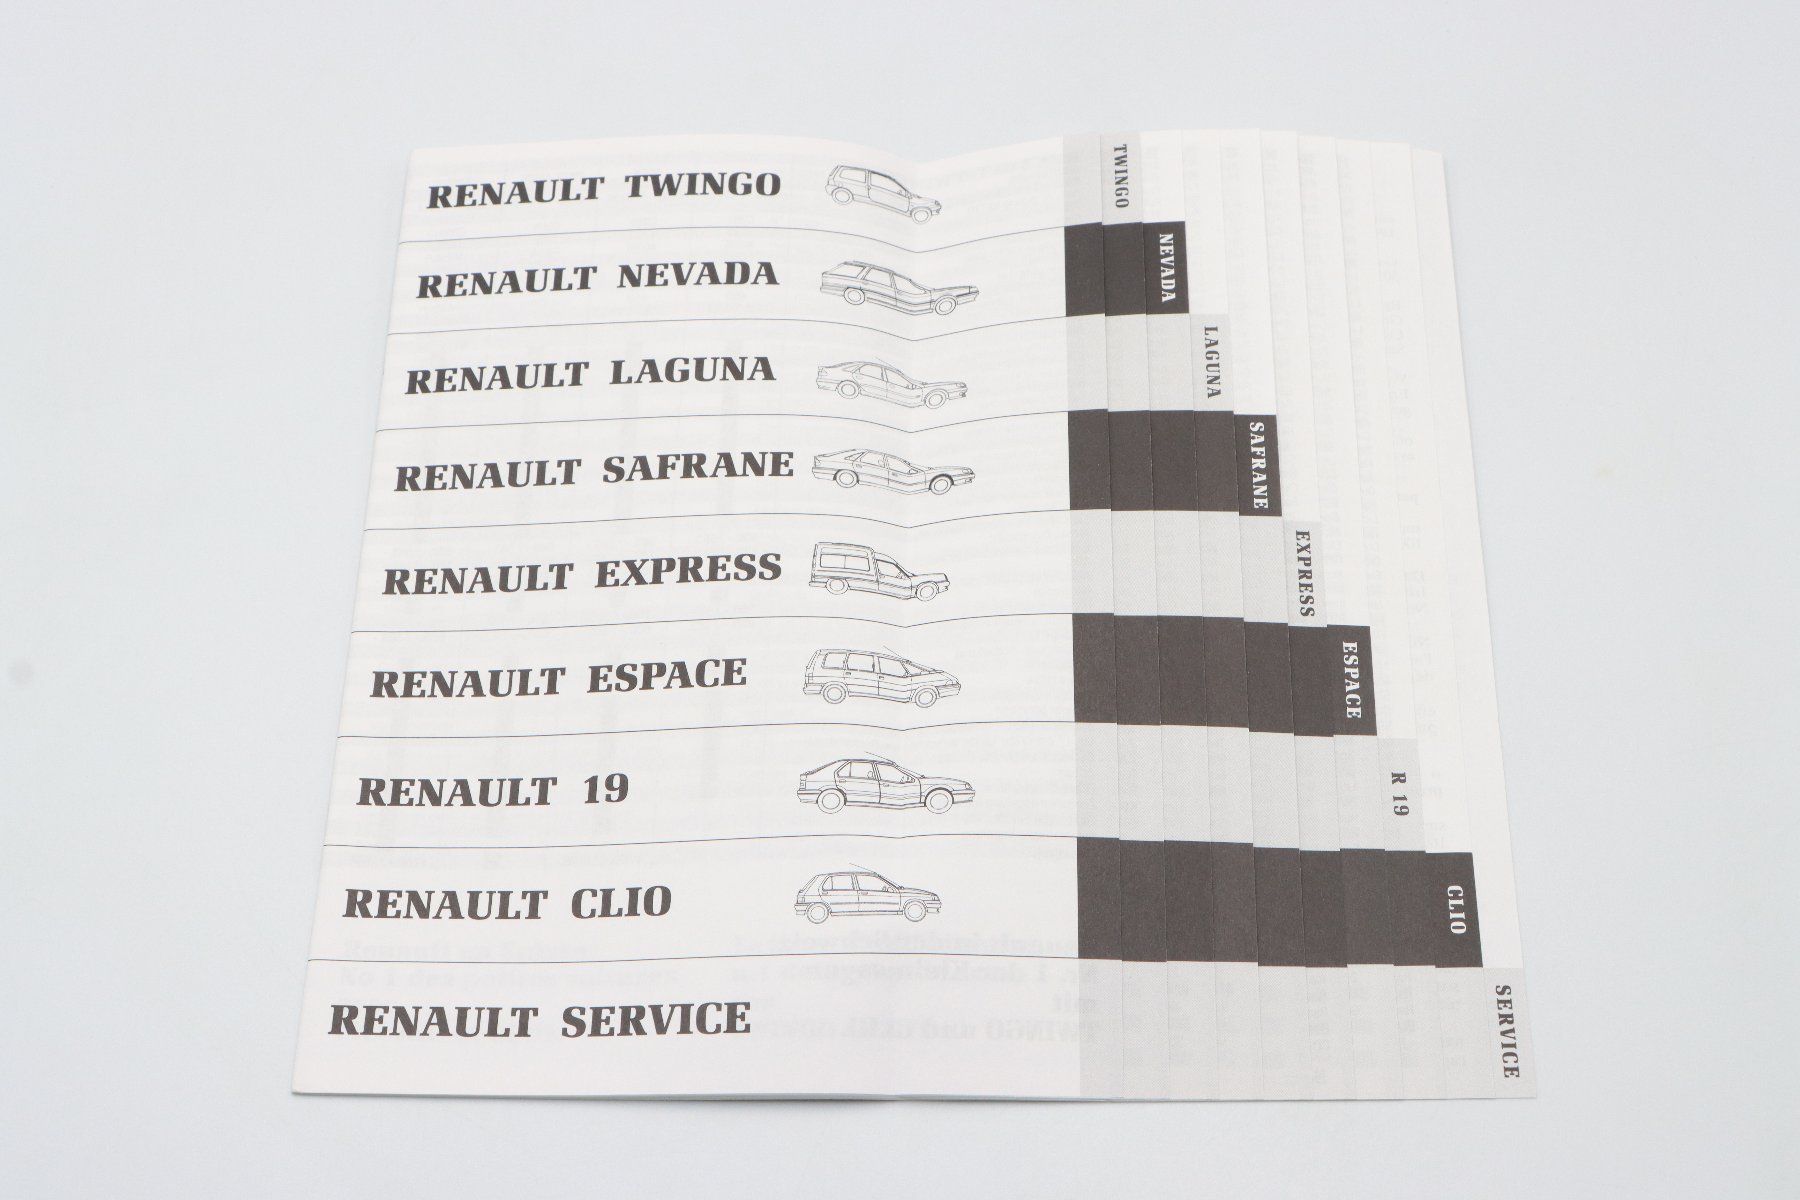 RENAULT TWINGO
TWINGO
RENAULT NEVADA
NEVADA
RENAULT LAGUNA
LAGUNA
RENAULT SAFRANE
SAFRANE
RENAULT EXPRESS
EXPRESS
RENAULT ESPACE
ESPACE
RENAULT 19
R 19
RENAULT CLIO
CLIO
RENAULT SERVICE
SERVICE